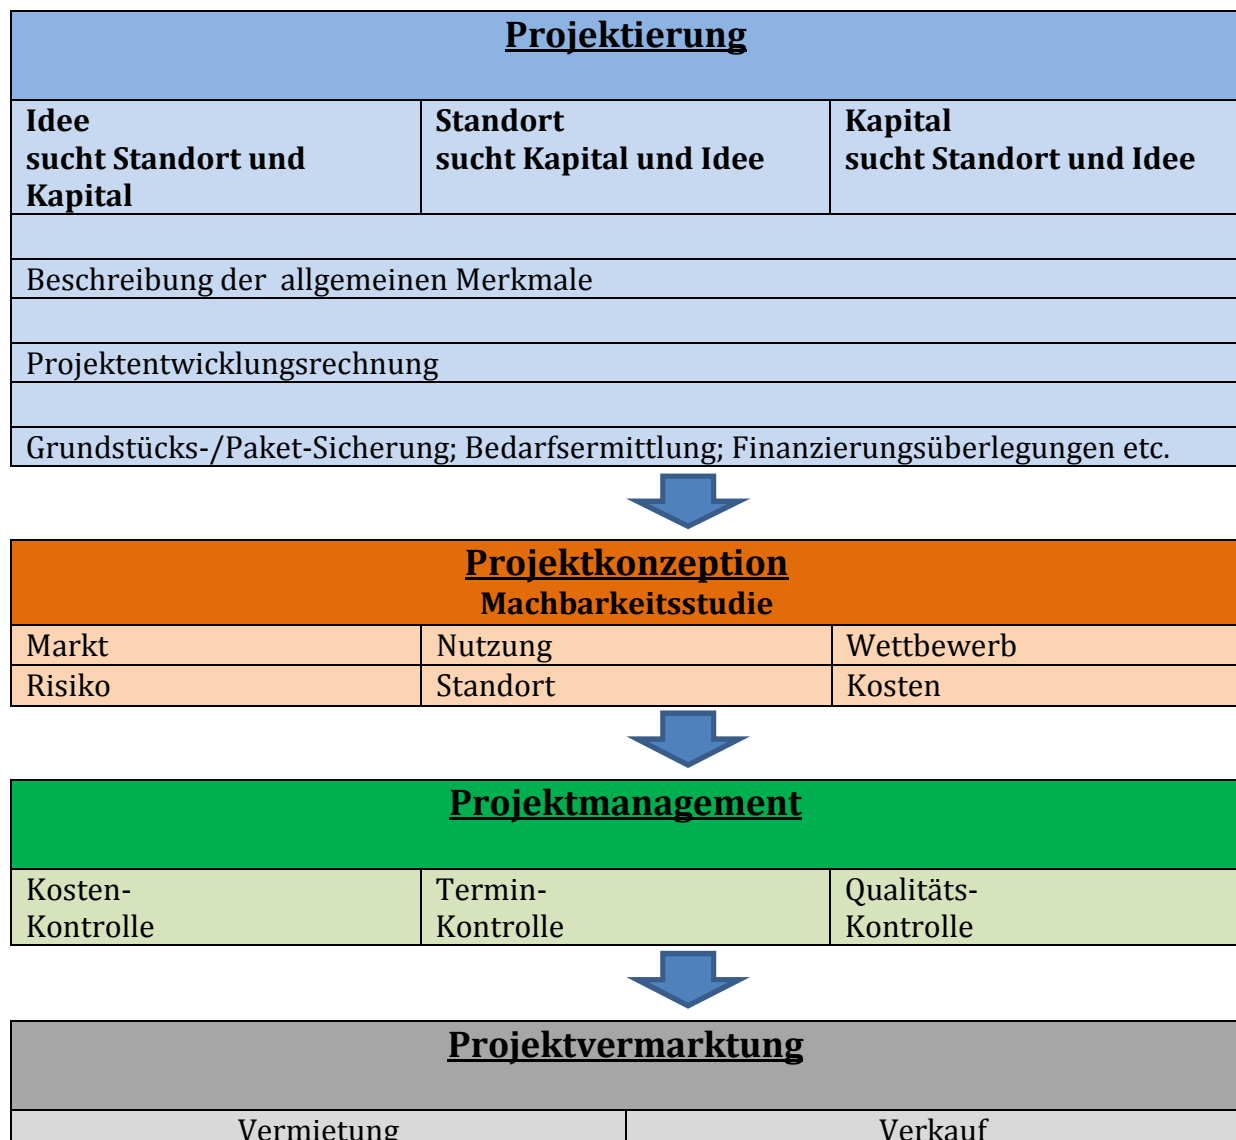 Projektierung
Idee
sucht Standort und
Kapital
Standort
sucht Kapital und Idee
Kapital
sucht Standort und Idee
Beschreibung der  allgemeinen Merkmale
Projektentwicklungsrechnung
Grundstücks-/Paket-Sicherung; Bedarfsermittlung; Finanzierungsüberlegungen etc.
Projektkonzeption
Machbarkeitsstudie
Markt
Nutzung
Wettbewerb
Risiko
Standort
Kosten
Projektmanagement
Kosten-
Kontrolle
Termin-
Kontrolle
Qualitäts-
Kontrolle
Projektvermarktung
Vermietung
Verkauf